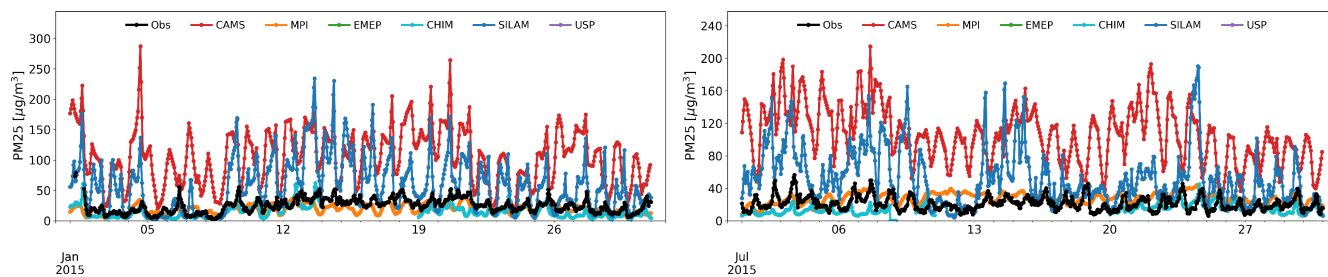 Obs CAMS MPI EMEP CHIM SILAM USP
PM25 [μg/m³]
300
250
200
150
100
50
0
05 12 19 26
Jan
2015
Obs CAMS MPI EMEP CHIM SILAM USP
PM25 [μg/m³]
240
200
160
120
80
40
0
06 13 20 27
Jul
2015